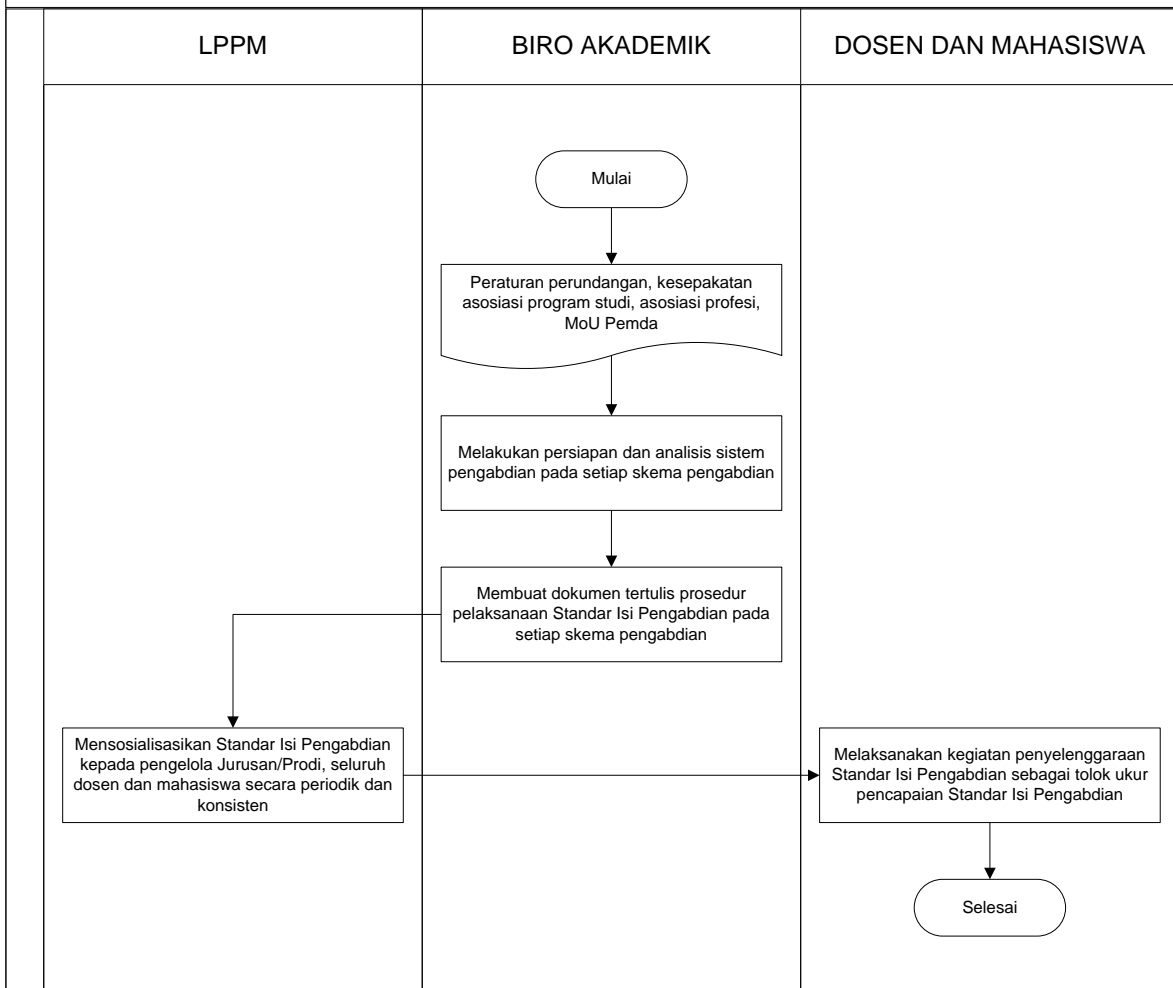 LPPM
BIRO AKADEMIK
DOSEN DAN MAHASISWA
Mulai
Peraturan perundangan, kesepakatan
asosiasi program studi, asosiasi profesi,
MoU Pemda
Melakukan persiapan dan analisis sistem
pengabdian pada setiap skema pengabdian
Membuat dokumen tertulis prosedur
pelaksanaan Standar Isi Pengabdian pada
setiap skema pengabdian
Mensosialisasikan Standar Isi Pengabdian
kepada pengelola Jurusan/Prodi, seluruh
dosen dan mahasiswa secara periodik dan
konsisten
Melaksanakan kegiatan penyelenggaraan
Standar Isi Pengabdian sebagai tolok ukur
pencapaian Standar Isi Pengabdian
Selesai